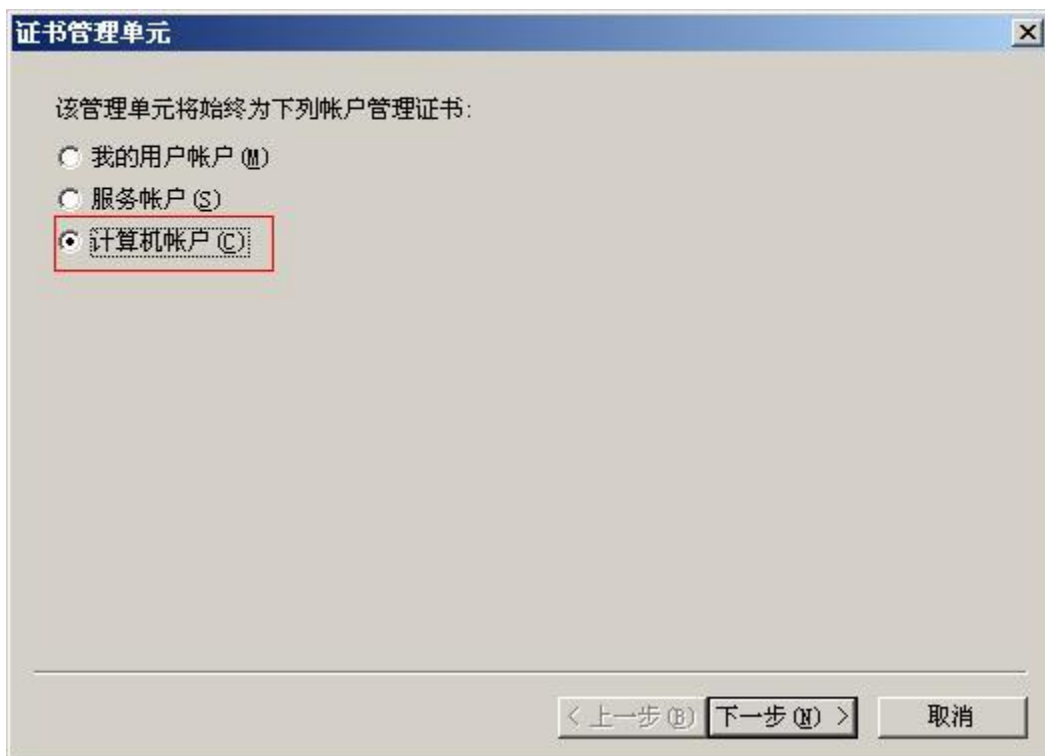 证书管理单元
该管理单元将始终为下列帐户管理证书:
我的用户帐户(M)
服务帐户(S)
计算机帐户(C)
< 上一步(B) 下一步(N) > 取消